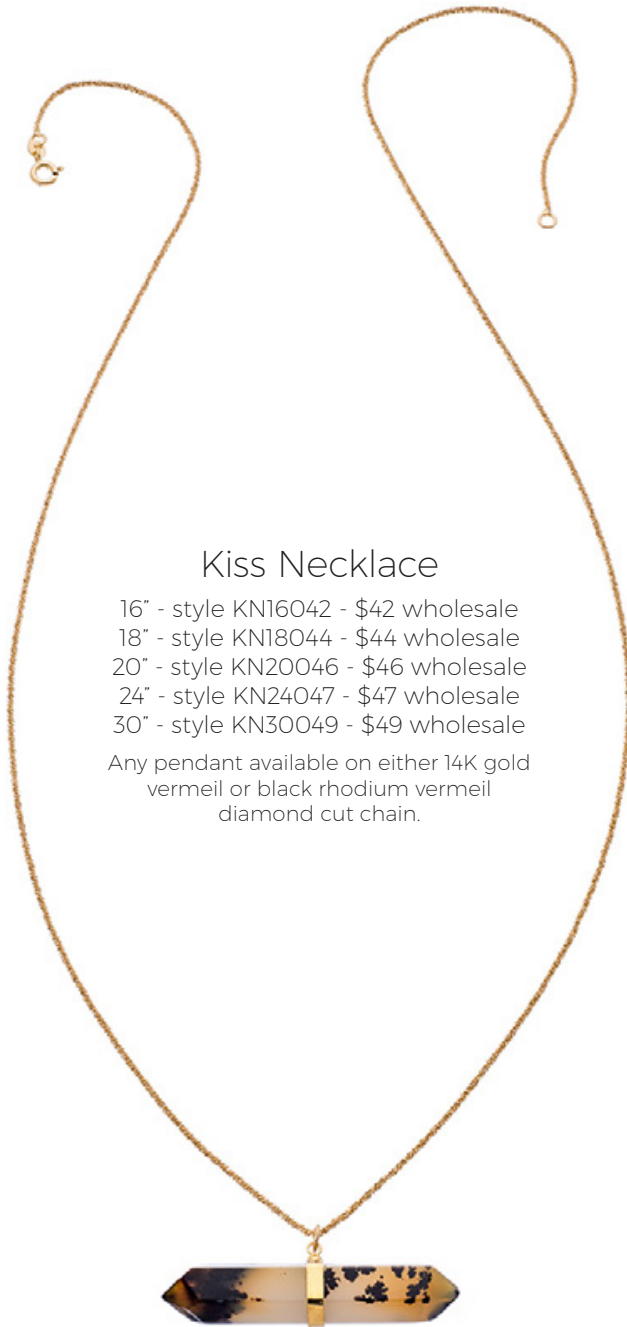 Kiss Necklace
16” - style KN16042 - $42 wholesale
18” - style KN18044 - $44 wholesale
20” - style KN20046 - $46 wholesale
24” - style KN24047 - $47 wholesale
30” - style KN30049 - $49 wholesale
Any pendant available on either 14K gold
vermeil or black rhodium vermeil
diamond cut chain.